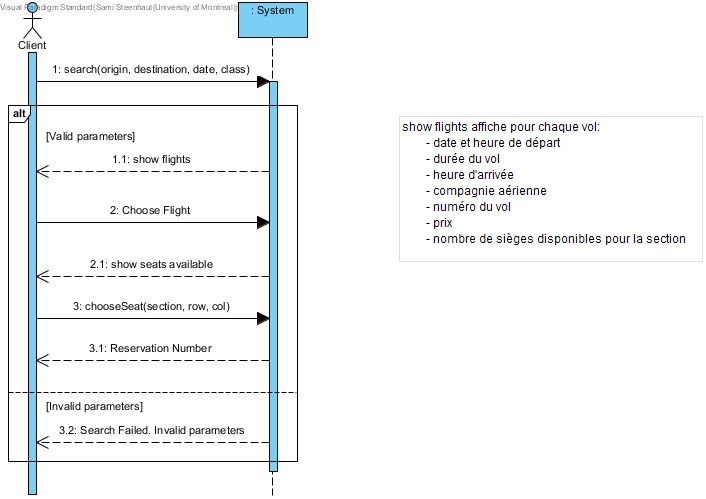 Visual Paradigm Standard(Sami Steenhaut(University of Montreal))
: System
Client
1: search(origin, destination, date, class)
alt
[Valid parameters]
1.1: show flights
2: Choose Flight
2.1: show seats available
3: chooseSeat(section, row, col)
3.1: Reservation Number
[Invalid parameters]
3.2: Search Failed. Invalid parameters
show flights affiche pour chaque vol:
- date et heure de départ
- durée du vol
- heure d'arrivée
- compagnie aérienne
- numéro du vol
- prix
- nombre de sièges disponibles pour la section